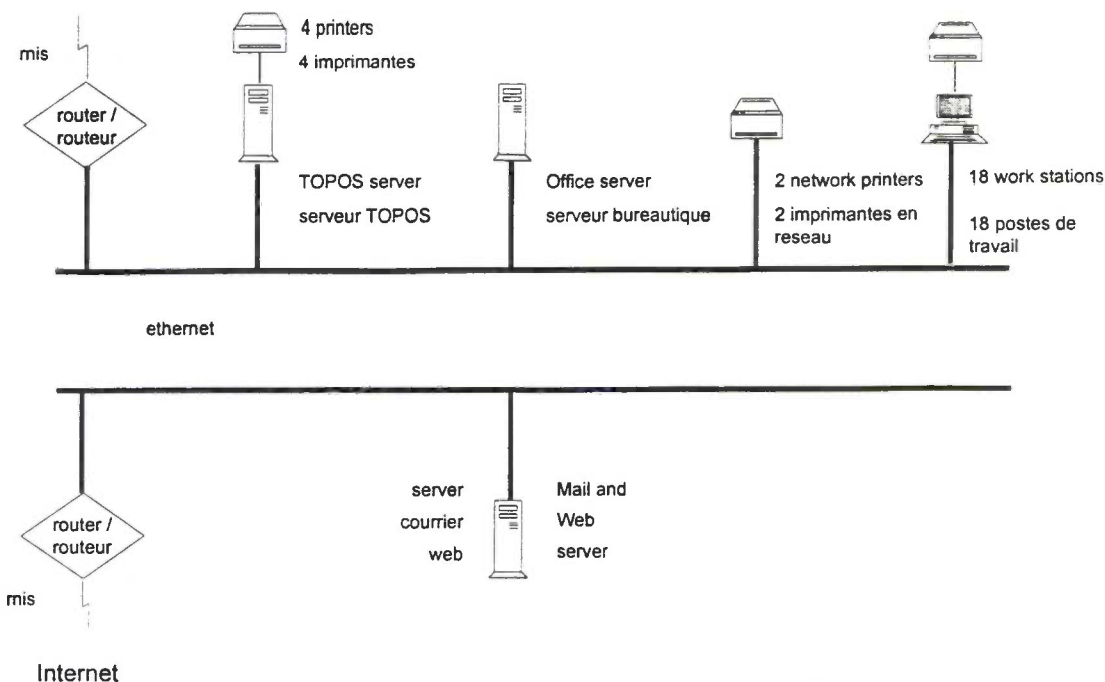 4 printers
4 imprimantes
mis
router /
routeur
TOPOS server
serveur TOPOS
Office server
serveur bureautique
2 network printers
2 imprimantes en
reseau
18 work stations
18 postes de
travail
ethernet
server
courrier
web
Mail and
Web
server
router /
routeur
mis
Internet